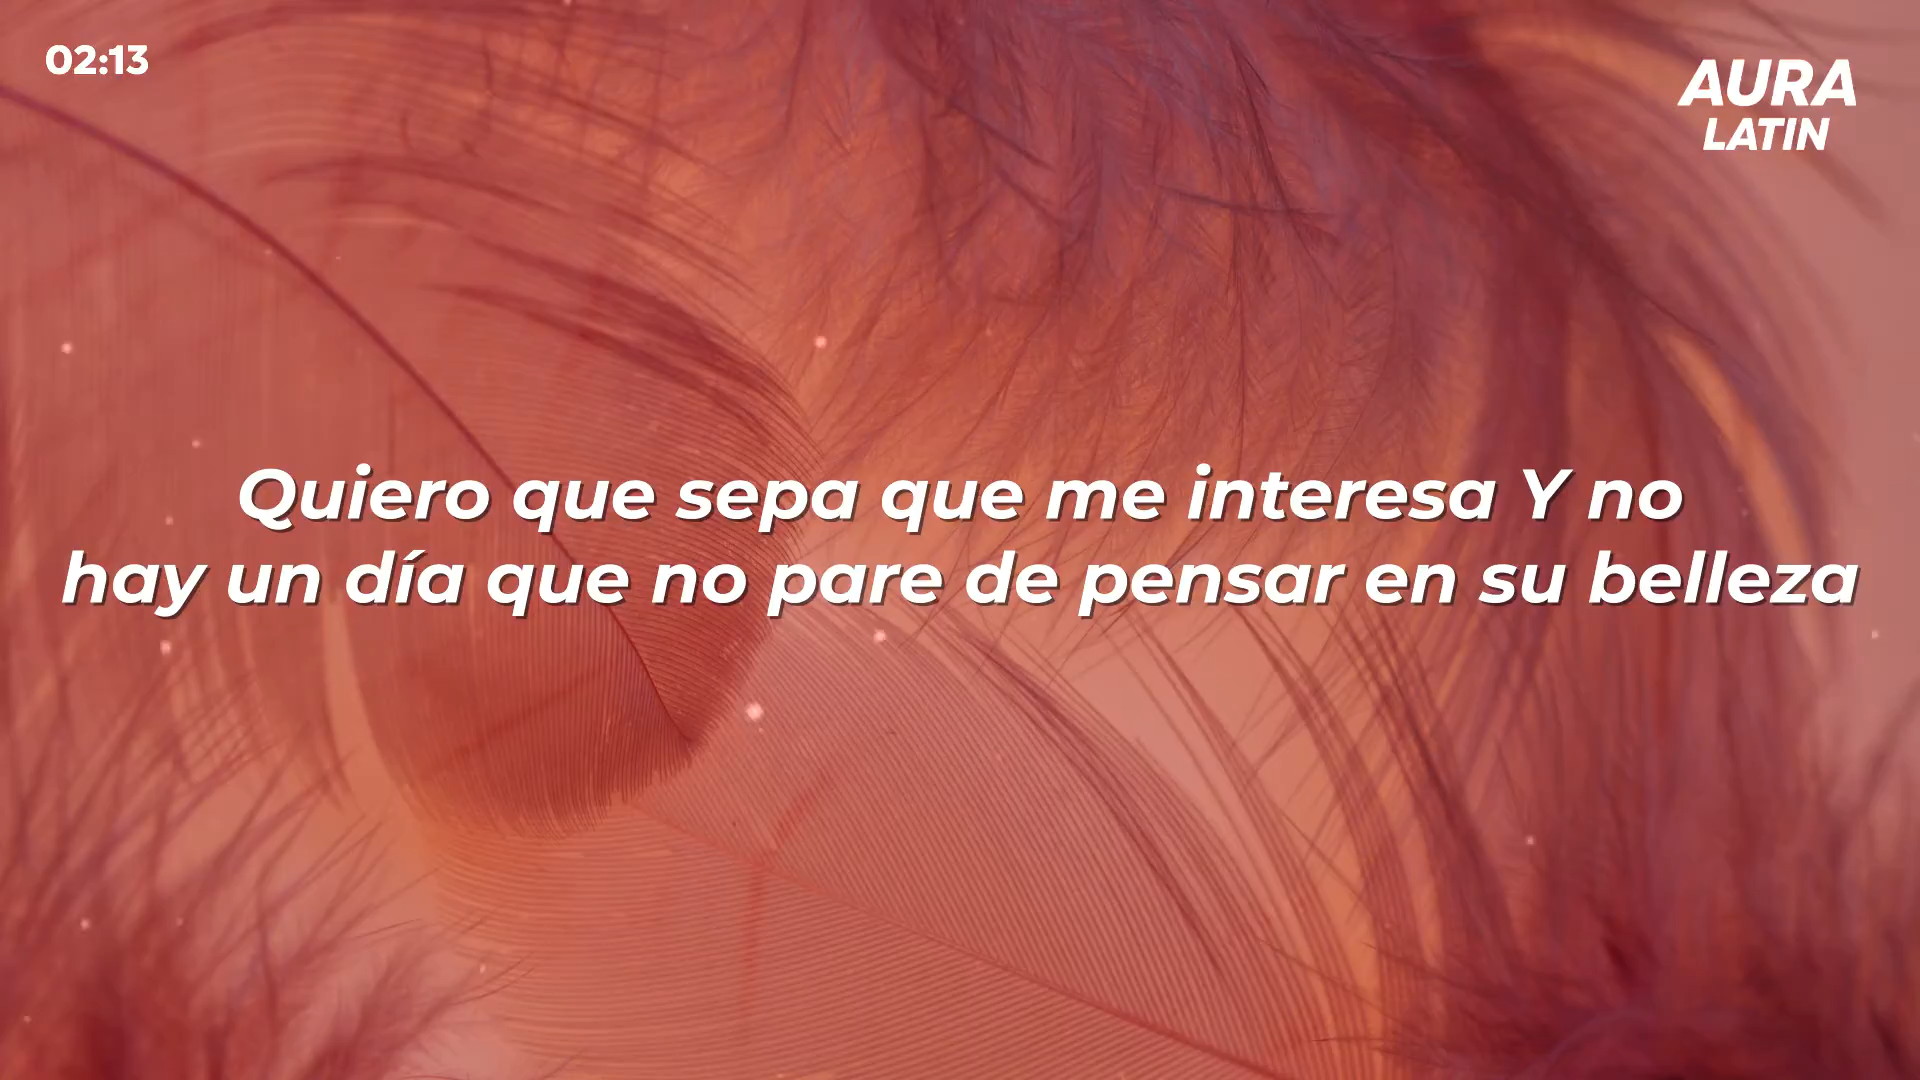 02:13
AURA
LATIN
Quiero que sepa que me interesa Y no
hay un día que no pare de pensar en su belleza